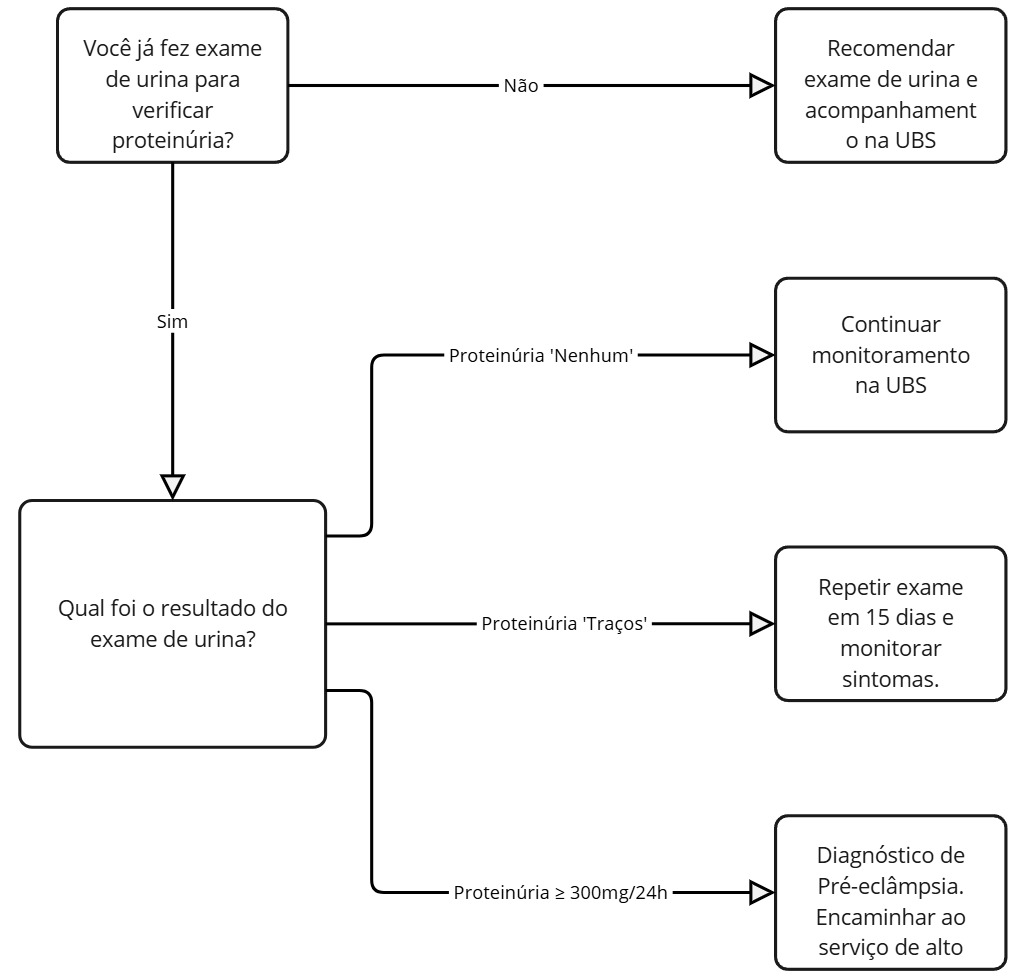 Você já fez exame
de urina para
verificar
proteinúria?
Não
Recomendar
exame de urina e
acompanhament
o na UBS
Sim
Proteinúria 'Nenhum'
Continuar
monitoramento
na UBS
Qual foi o resultado do
exame de urina?
Proteinúria 'Traços'
Repetir exame
em 15 dias e
monitorar
sintomas.
Proteinúria ≥ 300mg/24h
Diagnóstico de
Pré-eclâmpsia.
Encaminhar ao
serviço de alto